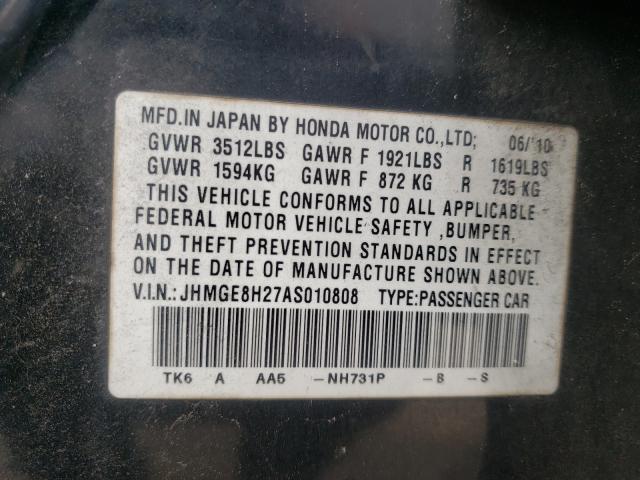 MFD.IN JAPAN BY HONDA MOTOR CO.,LTD; 06/'10
GVWR 3512LBS GAWR F 1921LBS R 1619LBS
GVWR 1594KG GAWR F 872 KG R 735 KG
THIS VEHICLE CONFORMS TO ALL APPLICABLE
FEDERAL MOTOR VEHICLE SAFETY ,BUMPER,
AND THEFT PREVENTION STANDARDS IN EFFECT
ON THE DATE OF MANUFACTURE SHOWN ABOVE.
V.I.N.:JHMGE8H27AS010808 TYPE:PASSENGER CAR
TK6 A AA5 -NH731P -B -S